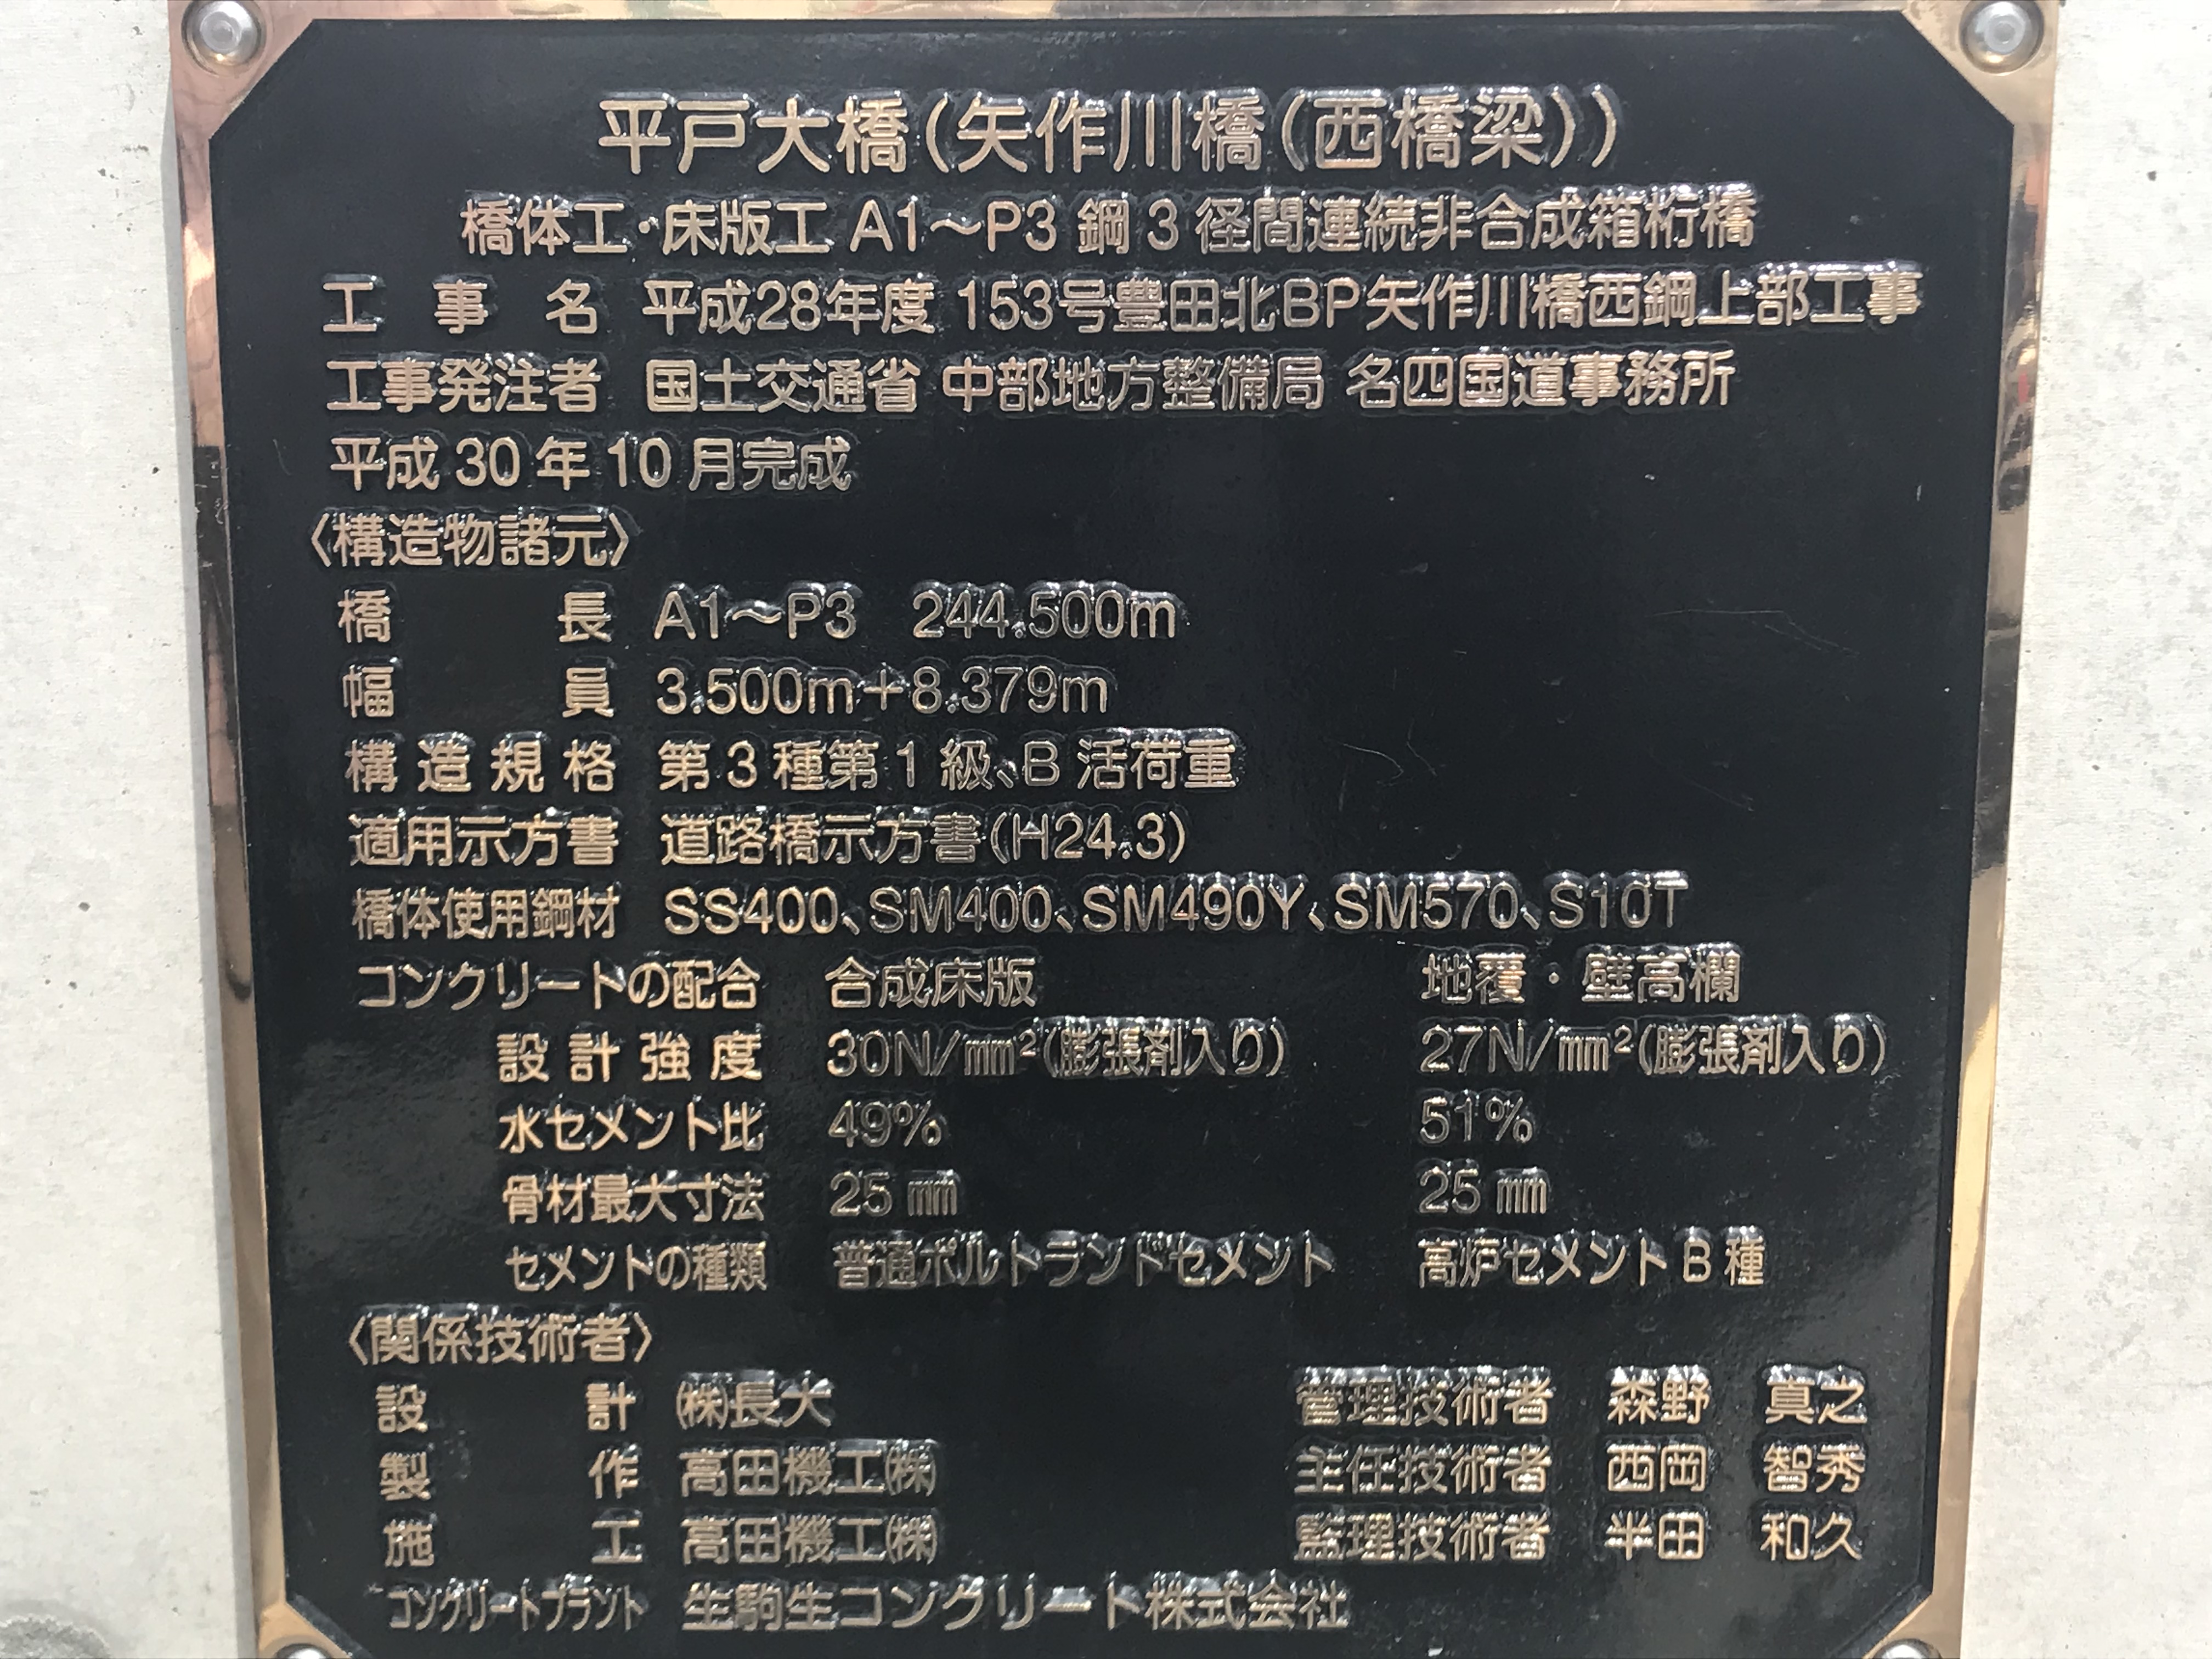 平戸大橋(矢作川橋(西橋梁))
橋体工・床版工 A1～P3 鋼3径間連続非合成箱桁橋
工事名 平成28年度 153号豊田北BP矢作川橋西鋼上部工事
工事発注者 国土交通省 中部地方整備局 名四国道事務所
平成30年10月完成
〈構造物諸元〉
橋長 A1～P3 244.500m
幅員 3.500m+8.379m
構造規格 第3種第1級、B活荷重
適用示方書 道路橋示方書(H24.3)
橋体使用鋼材 SS400、SM400、SM490Y、SM570、S10T
コンクリートの配合 合成床版 地覆・壁高欄
設計強度 30N/㎜²(膨張剤入り) 27N/㎜²(膨張剤入り)
水セメント比 49% 51%
骨材最大寸法 25㎜ 25㎜
セメントの種類 普通ポルトランドセメント 高炉セメントB種
〈関係技術者〉
設計 ㈱長大 管理技術者 森野 真之
製作 高田機工㈱ 主任技術者 西岡 智秀
施工 高田機工㈱ 監理技術者 半田 和久
コンクリートプラント 生駒生コンクリート株式会社